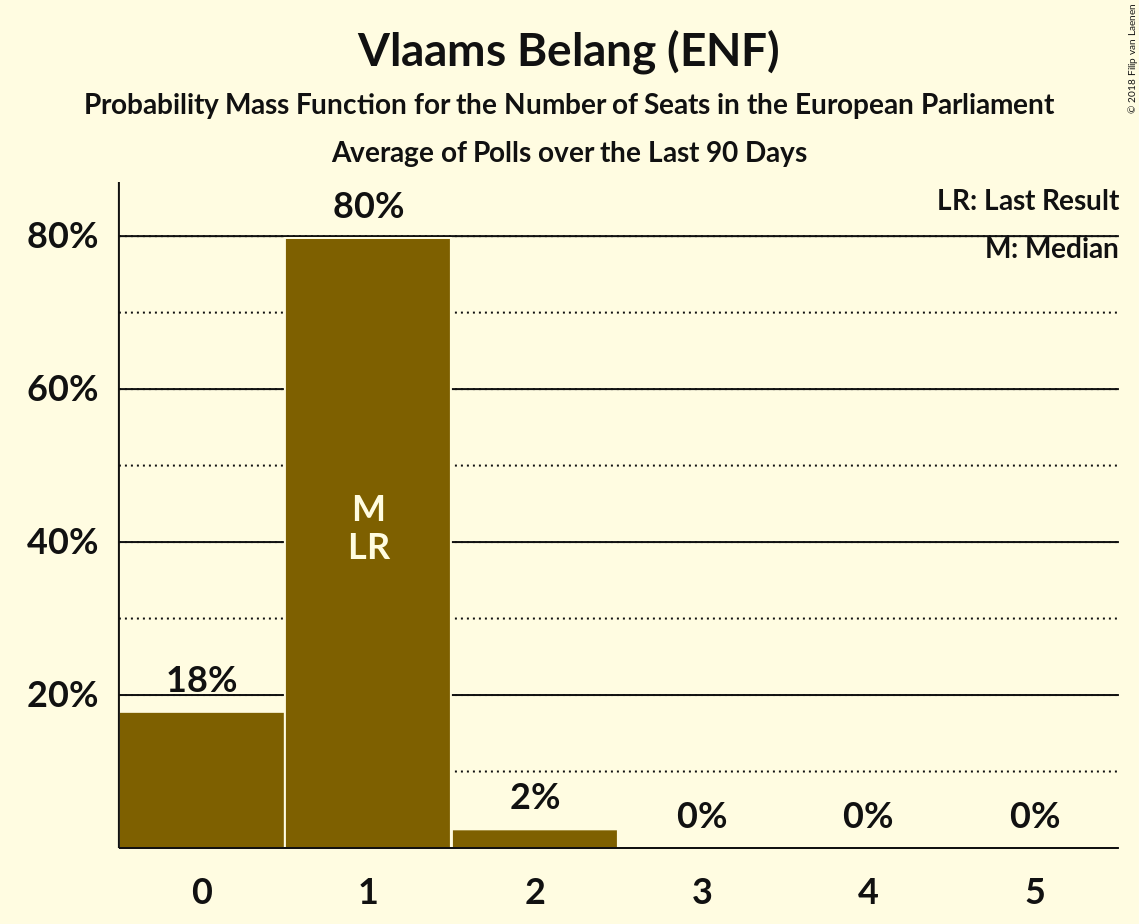 Vlaams Belang (ENF)
Probability Mass Function for the Number of Seats in the European Parliament
Average of Polls over the Last 90 Days
© 2018 Filip van Laenen
LR: Last Result
M: Median
80%
60%
40%
20%
18%
80%
M
LR
2%
0%
0%
0%
0
1
2
3
4
5